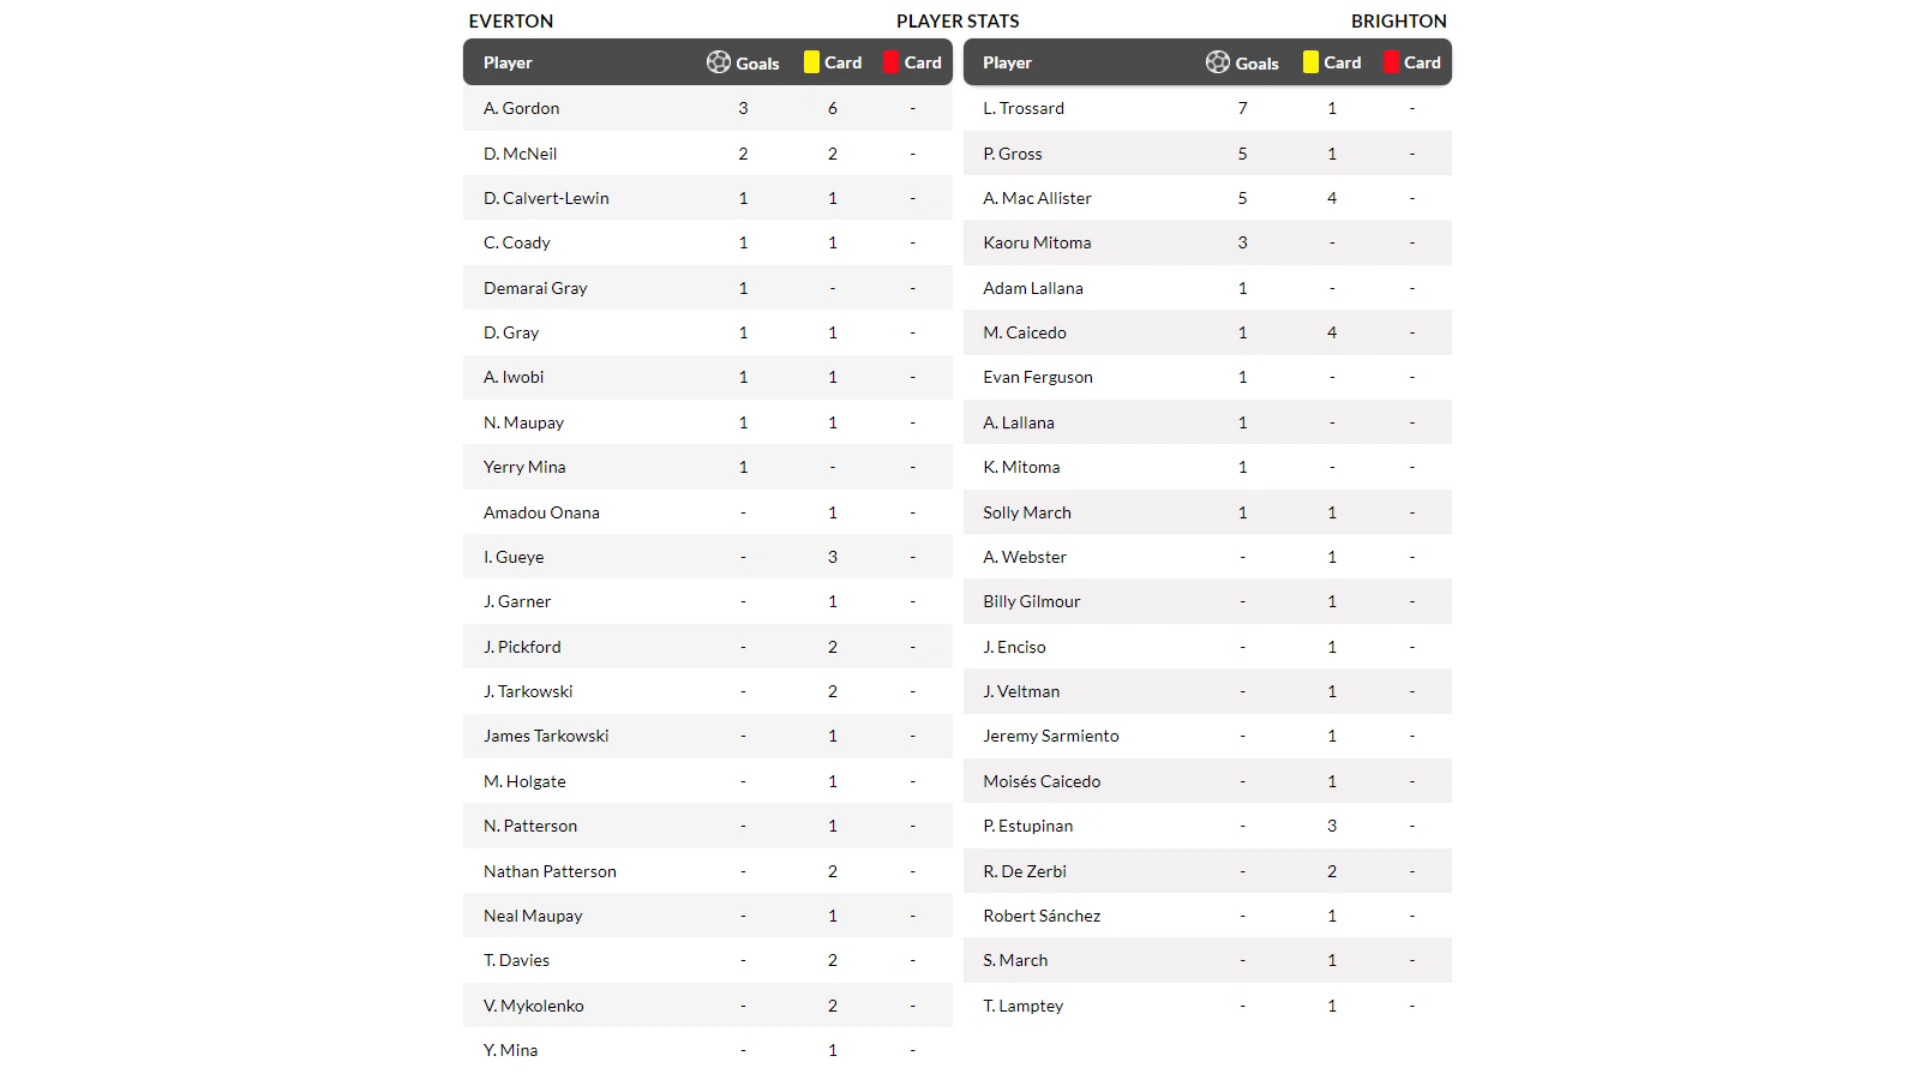 EVERTON PLAYER STATS BRIGHTON
Player Goals Card Card Player Goals Card Card
A. Gordon 3 6 - L. Trossard 7 1 -
D. McNeil 2 2 - P. Gross 5 1 -
D. Calvert-Lewin 1 1 - A. Mac Allister 5 4 -
C. Coady 1 1 - Kaoru Mitoma 3 - -
Demarai Gray 1 - - Adam Lallana 1 - -
D. Gray 1 1 - M. Caicedo 1 4 -
A. Iwobi 1 1 - Evan Ferguson 1 - -
N. Maupay 1 1 - A. Lallana 1 - -
Yerry Mina 1 - - K. Mitoma 1 - -
Amadou Onana - 1 - Solly March 1 1 -
I. Gueye - 3 - A. Webster - 1 -
J. Garner - 1 - Billy Gilmour - 1 -
J. Pickford - 2 - J. Enciso - 1 -
J. Tarkowski - 2 - J. Veltman - 1 -
James Tarkowski - 1 - Jeremy Sarmiento - 1 -
M. Holgate - 1 - Moisés Caicedo - 1 -
N. Patterson - 1 - P. Estupinan - 3 -
Nathan Patterson - 2 - R. De Zerbi - 2 -
Neal Maupay - 1 - Robert Sánchez - 1 -
T. Davies - 2 - S. March - 1 -
V. Mykolenko - 2 - T. Lamptey - 1 -
Y. Mina - 1 -